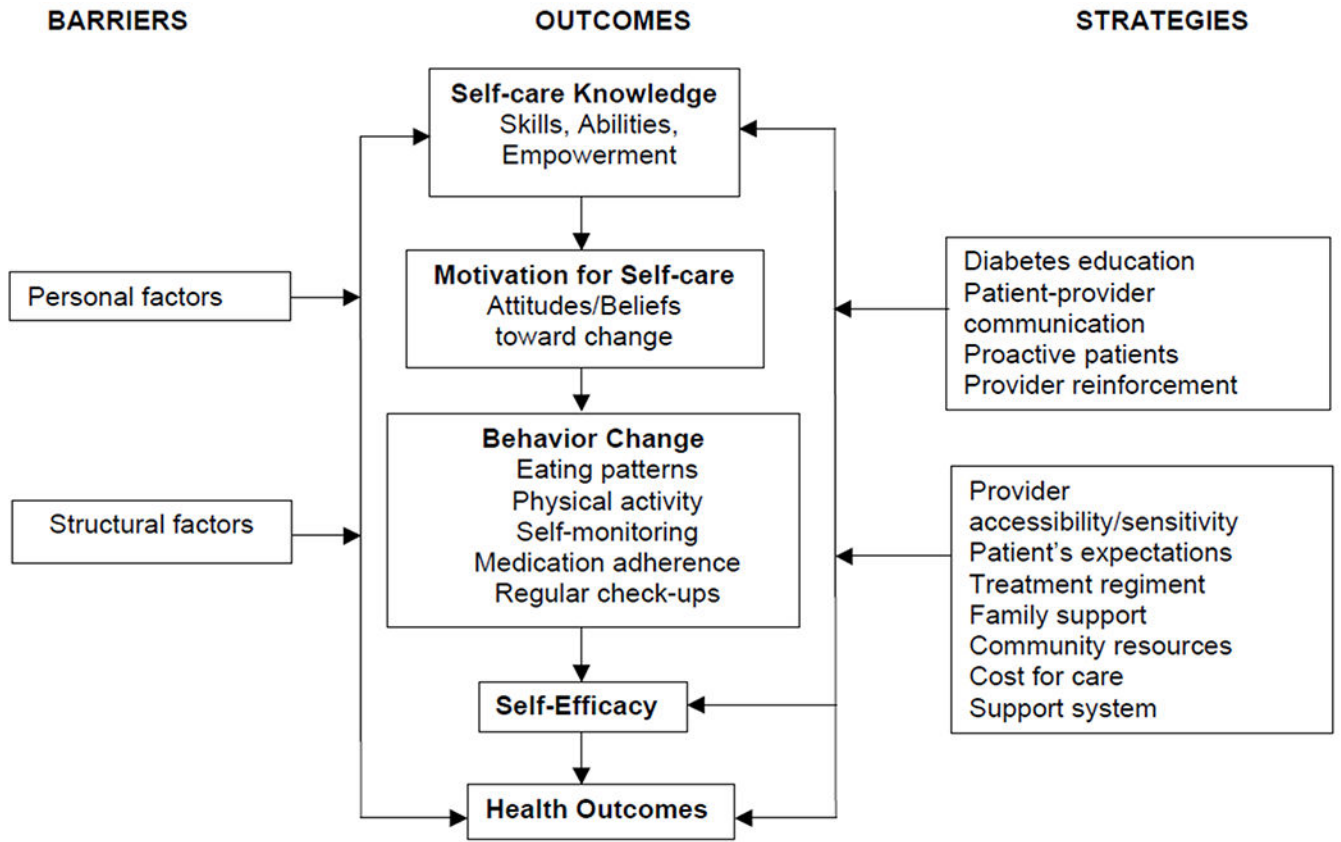 BARRIERS
OUTCOMES
STRATEGIES
Self-care Knowledge
Skills, Abilities,
Empowerment
Motivation for Self-care
Attitudes/Beliefs
toward change
Behavior Change
Eating patterns
Physical activity
Self-monitoring
Medication adherence
Regular check-ups
Self-Efficacy
Health Outcomes
Personal factors
Structural factors
Diabetes education
Patient-provider
communication
Proactive patients
Provider reinforcement
Provider
accessibility/sensitivity
Patient’s expectations
Treatment regiment
Family support
Community resources
Cost for care
Support system